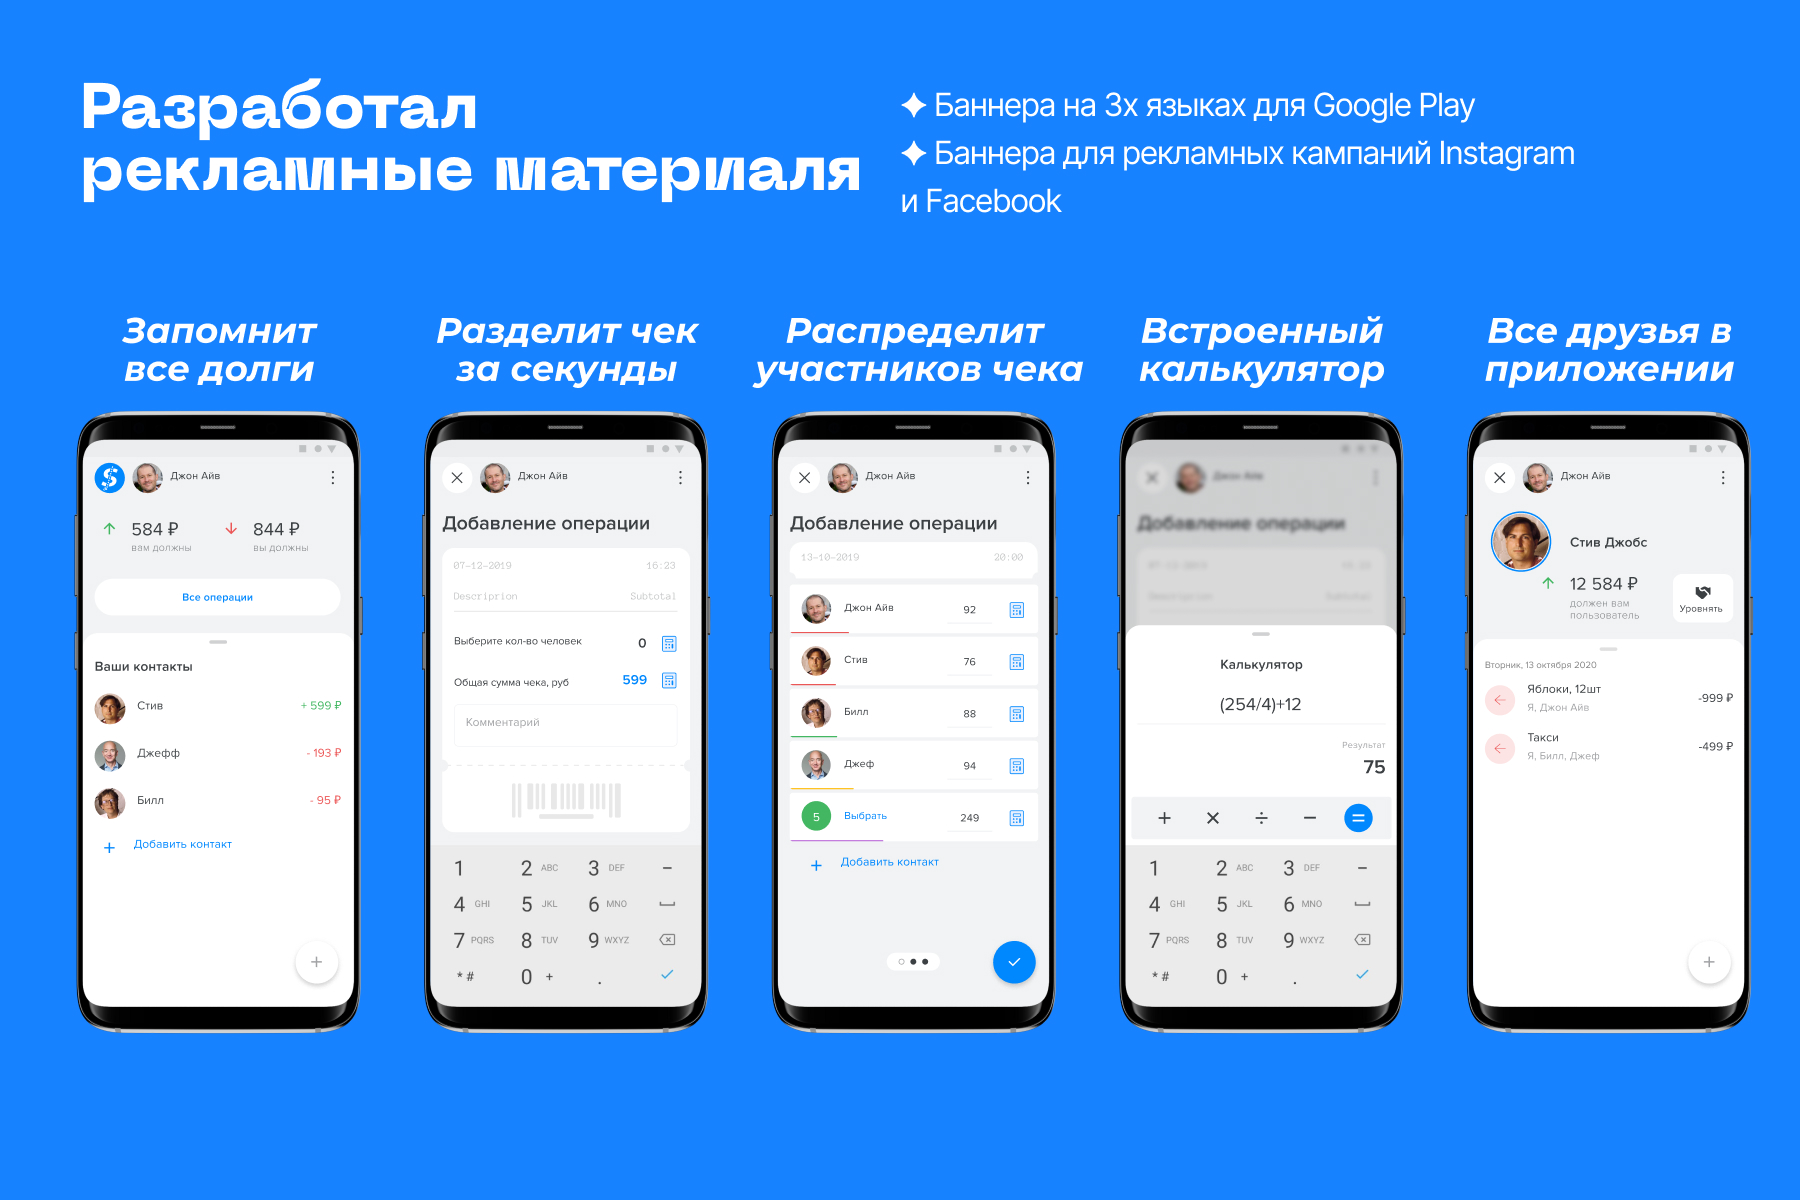 Разработал
рекламные материаля
✦ Баннера на 3х языках для Google Play
✦ Баннера для рекламных кампаний Instagram
и Facebook
Запомнит
все долги
Джон Айв
584 ₽
844 ₽
вам должны
вы должны
Все операции
Ваши контакты
Стив
+ 599 ₽
Джефф
- 193 ₽
Билл
- 95 ₽
+ Добавить контакт
+
Разделит чек
за секунды
Джон Айв
Добавление операции
07-12-2019
16:23
Descriprion
Subtotal
Выберите кол-во человек
0
Общая сумма чека, руб
599
Комментарий
1 2 ABC 3 DEF –
4 GHI 5 JKL 6 MNO
7 PQRS 8 TUV 9 WXYZ
* # 0 + .
Распределит
участников чека
Джон Айв
Добавление операции
13-10-2019
20:00
Джон Айв
92
Стив
76
Билл
88
Джеф
94
5
Выбрать
249
+ Добавить контакт
Встроенный
калькулятор
Джон Айв
Добавление операции
07-12-2019
16:23
Descriprion
Subtotal
Калькулятор
(254/4)+12
Результат
75
+ × ÷ − =
1 2 ABC 3 DEF –
4 GHI 5 JKL 6 MNO
7 PQRS 8 TUV 9 WXYZ
* # 0 + .
Все друзья в
приложении
Джон Айв
Стив Джобс
12 584 ₽
должен вам
пользователь
Уровнять
Вторник, 13 октября 2020
Яблоки, 12шт
-999 ₽
Я, Джон Айв
Такси
-499 ₽
Я, Билл, Джеф
+